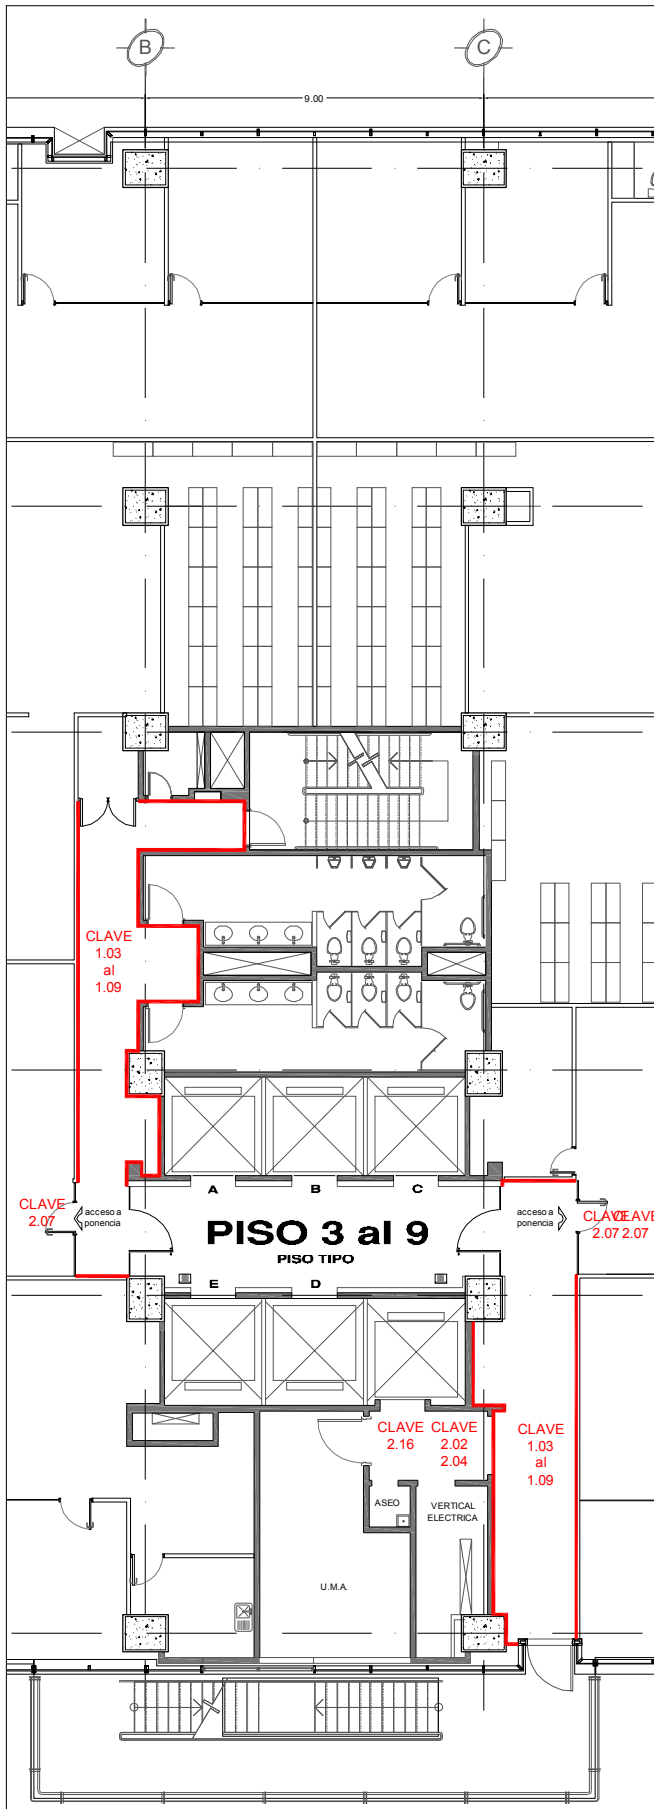 B
C
9.00
CLAVE
1.03
al
1.09
A
B
C
CLAVE
2.07
acceso a
ponencia
PISO 3 al 9
PISO TIPO
acceso a
ponencia
CLAVE
2.07
CLAVE
2.07
E
D
CLAVE
2.16
CLAVE
2.02
2.04
CLAVE
1.03
al
1.09
ASEO
VERTICAL
ELECTRICA
U.M.A.